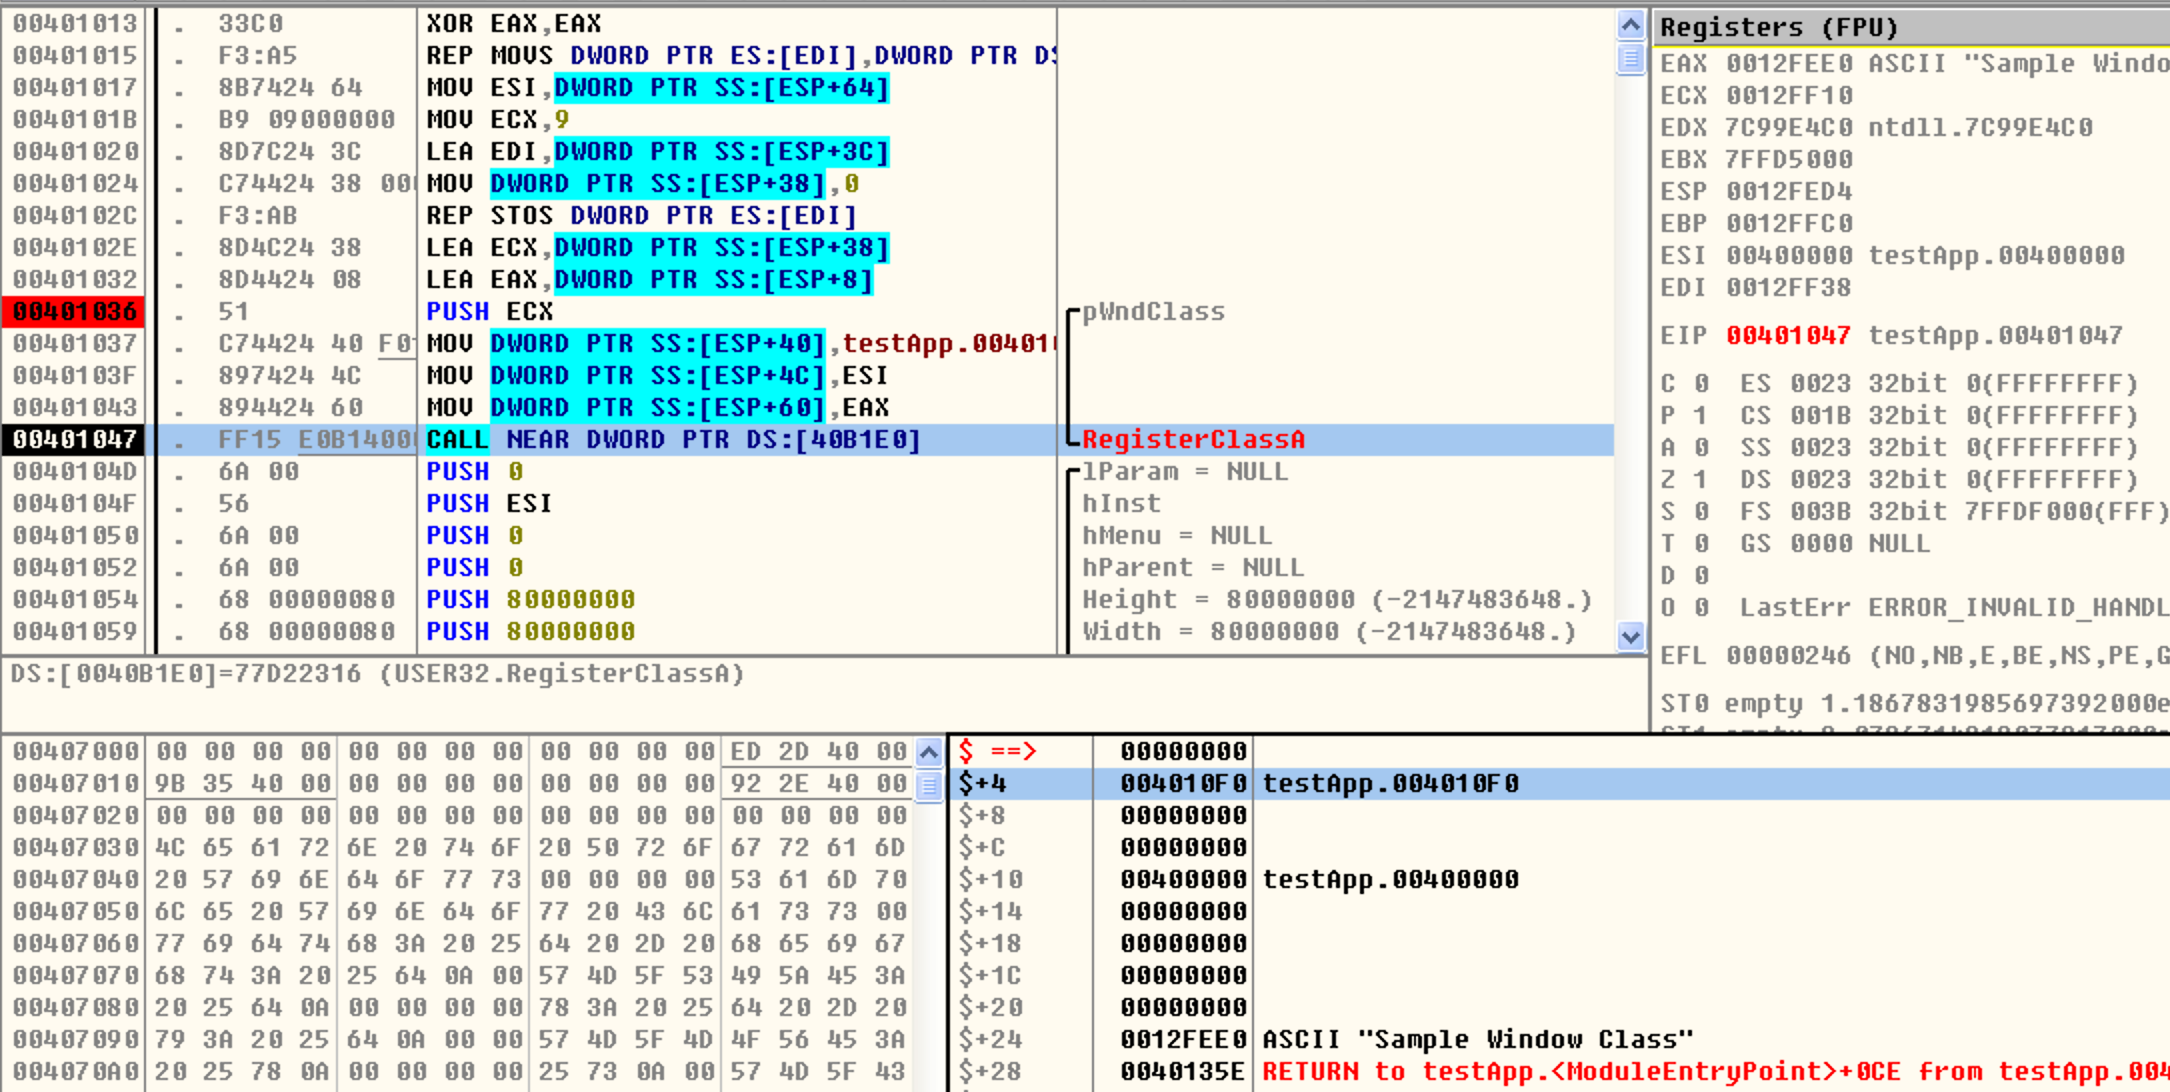 00401013 . 33C0 XOR EAX,EAX
00401015 . F3:A5 REP MOVS DWORD PTR ES:[EDI],DWORD PTR D
00401017 . 8B7424 64 MOV ESI,DWORD PTR SS:[ESP+64]
0040101B . B9 09000000 MOV ECX,9
00401020 . 8D7C24 3C LEA EDI,DWORD PTR SS:[ESP+3C]
00401024 . C74424 38 00 MOV DWORD PTR SS:[ESP+38],0
0040102C . F3:AB REP STOS DWORD PTR ES:[EDI]
0040102E . 8D4C24 38 LEA ECX,DWORD PTR SS:[ESP+38]
00401032 . 8D4424 08 LEA EAX,DWORD PTR SS:[ESP+8]
00401036 . 51 PUSH ECX pWndClass
00401037 . C74424 40 F0 MOV DWORD PTR SS:[ESP+40],testApp.00401
0040103F . 897424 4C MOV DWORD PTR SS:[ESP+4C],ESI
00401043 . 894424 60 MOV DWORD PTR SS:[ESP+60],EAX
00401047 . FF15 E0B1400 CALL NEAR DWORD PTR DS:[40B1E0] RegisterClassA
0040104D . 6A 00 PUSH 0 lParam = NULL
0040104F . 56 PUSH ESI hInst
00401050 . 6A 00 PUSH 0 hMenu = NULL
00401052 . 6A 00 PUSH 0 hParent = NULL
00401054 . 68 00000080 PUSH 80000000 Height = 80000000 (-2147483648.)
00401059 . 68 00000080 PUSH 80000000 Width = 80000000 (-2147483648.)
DS:[0040B1E0]=77D22316 (USER32.RegisterClassA)
Registers (FPU)
EAX 0012FEE0 ASCII "Sample Windo
ECX 0012FF10
EDX 7C99E4C0 ntdll.7C99E4C0
EBX 7FFD5000
ESP 0012FED4
EBP 0012FFC0
ESI 00400000 testApp.00400000
EDI 0012FF38
EIP 00401047 testApp.00401047
C 0 ES 0023 32bit 0(FFFFFFFF)
P 1 CS 001B 32bit 0(FFFFFFFF)
A 0 SS 0023 32bit 0(FFFFFFFF)
Z 1 DS 0023 32bit 0(FFFFFFFF)
S 0 FS 003B 32bit 7FFDF000(FFF)
T 0 GS 0000 NULL
D 0
O 0 LastErr ERROR_INVALID_HANDL
EFL 00000246 (NO,NB,E,BE,NS,PE,G
ST0 empty 1.1867831985697392000e
00407000 00 00 00 00 00 00 00 00 00 00 00 00 ED 2D 40 00
00407010 9B 35 40 00 00 00 00 00 00 00 00 00 92 2E 40 00
00407020 00 00 00 00 00 00 00 00 00 00 00 00 00 00 00 00
00407030 4C 65 61 72 6E 20 74 6F 20 50 72 6F 67 72 61 6D
00407040 20 57 69 6E 64 6F 77 73 00 00 00 00 53 61 6D 70
00407050 6C 65 20 57 69 6E 64 6F 77 20 43 6C 61 73 73 00
00407060 77 69 64 74 68 3A 20 25 64 20 2D 20 68 65 69 67
00407070 68 74 3A 20 25 64 0A 00 57 4D 5F 53 49 5A 45 3A
00407080 20 25 64 0A 00 00 00 00 78 3A 20 25 64 20 2D 20
00407090 79 3A 20 25 64 0A 00 00 57 4D 5F 4D 4F 56 45 3A
004070A0 20 25 78 0A 00 00 00 00 25 73 0A 00 57 4D 5F 43
$ ==> 00000000
$+4 004010F0 testApp.004010F0
$+8 00000000
$+C 00000000
$+10 00400000 testApp.00400000
$+14 00000000
$+18 00000000
$+1C 00000000
$+20 00000000
$+24 0012FEE0 ASCII "Sample Window Class"
$+28 0040135E RETURN to testApp.<ModuleEntryPoint>+0CE from testApp.004